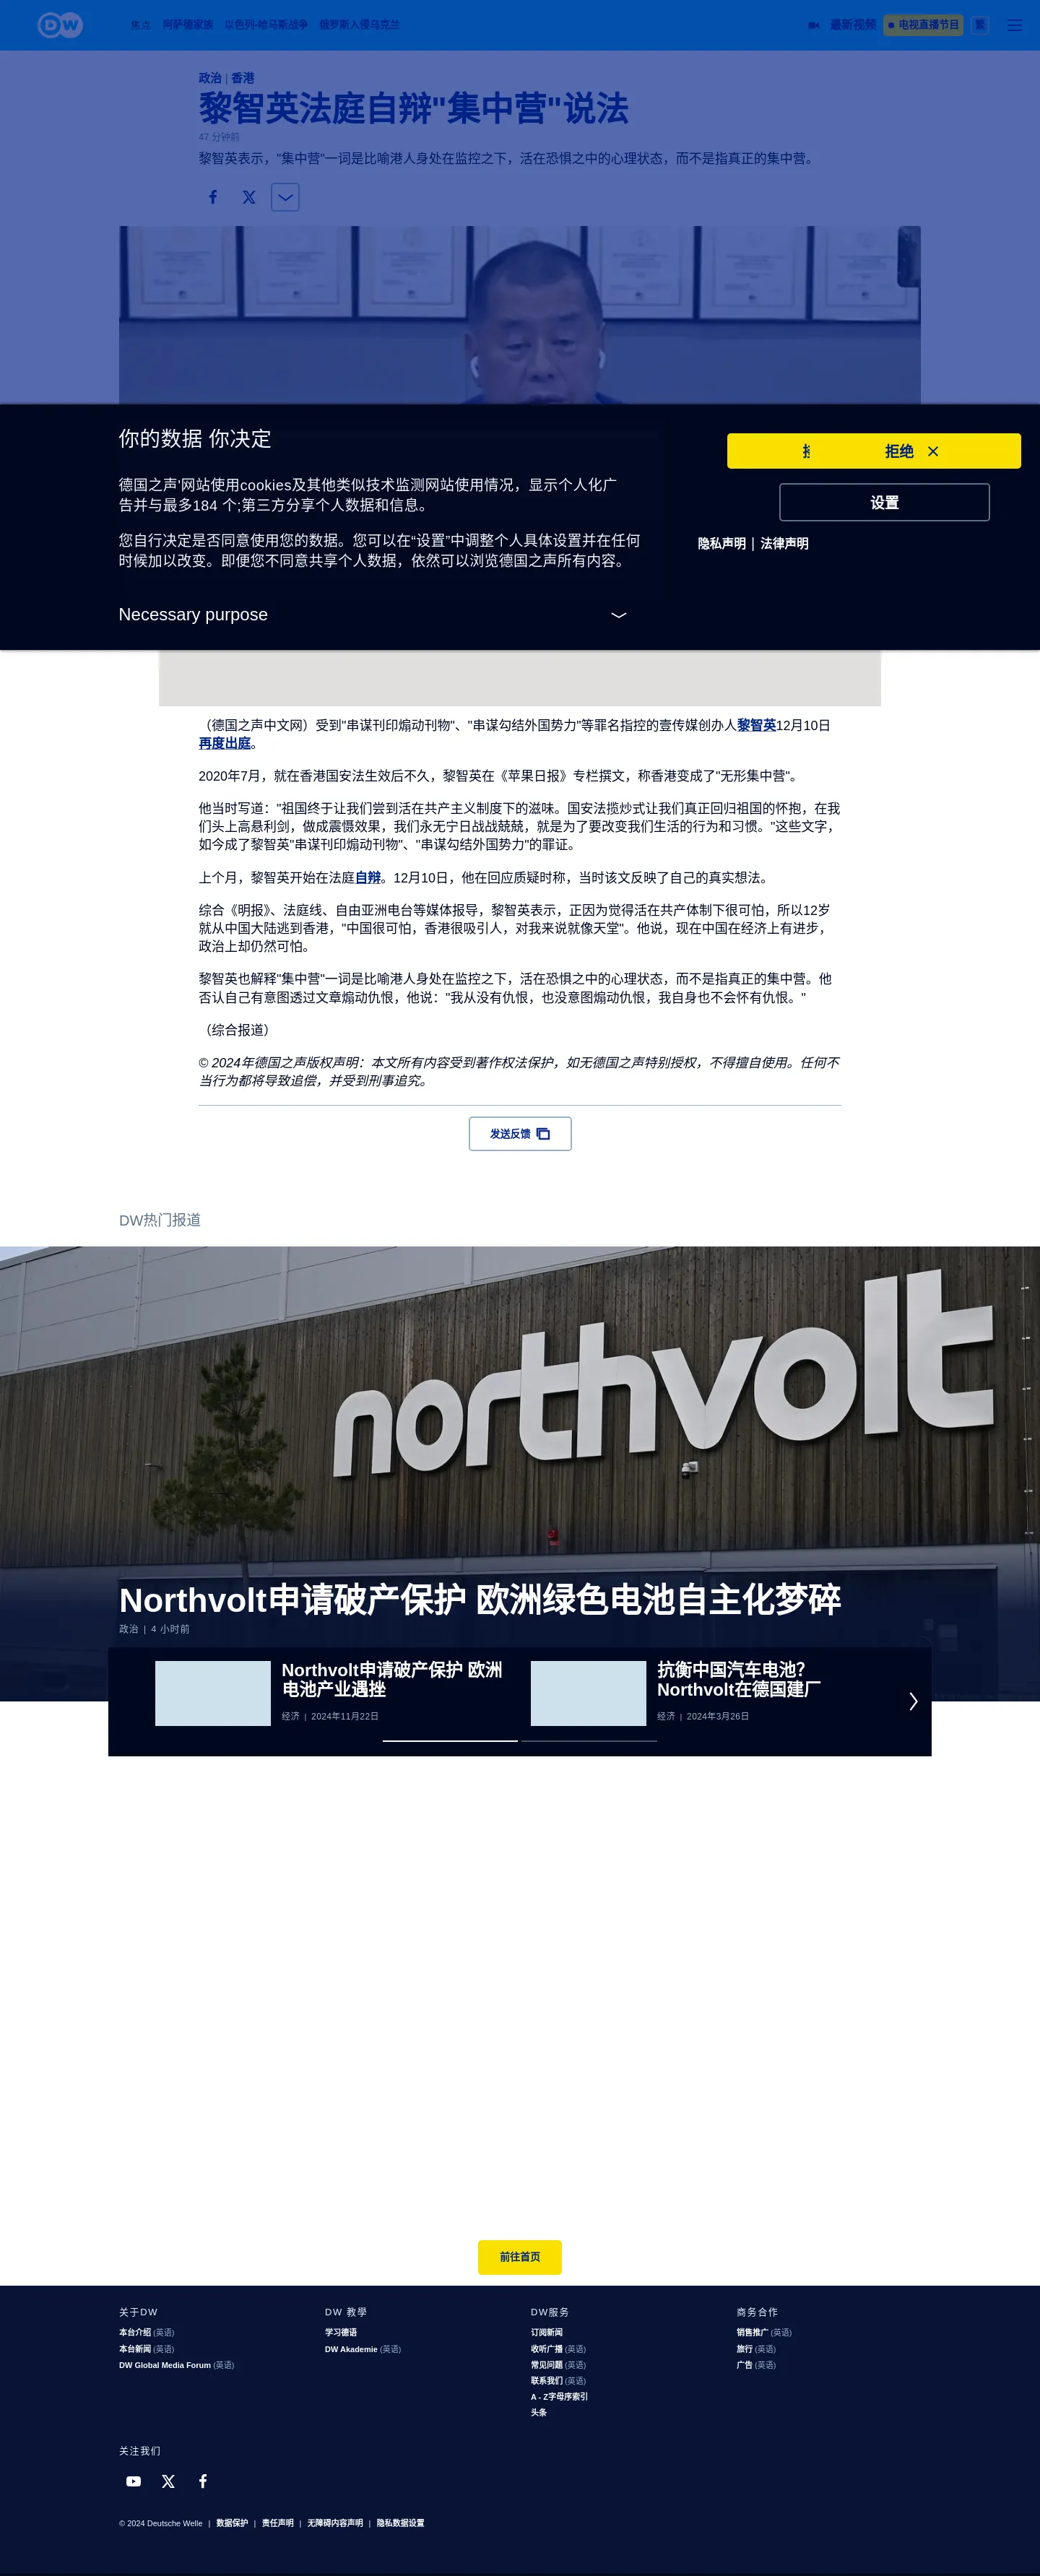 DW
焦点 阿萨德家族 以色列-哈马斯战争 俄罗斯入侵乌克兰
最新视频 电视直播节目 繁
政治 | 香港
黎智英法庭自辩"集中营"说法
47 分钟前
黎智英表示，"集中营"一词是比喻港人身处在监控之下，活在恐惧之中的心理状态，而不是指真正的集中营。
你的数据 你决定
德国之声'网站使用cookies及其他类似技术监测网站使用情况，显示个人化广
告并与最多184 个;第三方分享个人数据和信息。
您自行决定是否同意使用您的数据。您可以在“设置”中调整个人具体设置并在任何
时候加以改变。即便您不同意共享个人数据，依然可以浏览德国之声所有内容。
Necessary purpose
拒绝
设置
隐私声明 | 法律声明
（德国之声中文网）受到"串谋刊印煽动刊物"、"串谋勾结外国势力"等罪名指控的壹传媒创办人黎智英12月10日
再度出庭。
2020年7月，就在香港国安法生效后不久，黎智英在《苹果日报》专栏撰文，称香港变成了"无形集中营"。
他当时写道："祖国终于让我们尝到活在共产主义制度下的滋味。国安法揽炒式让我们真正回归祖国的怀抱，在我
们头上高悬利剑，做成震慑效果，我们永无宁日战战兢兢，就是为了要改变我们生活的行为和习惯。"这些文字，
如今成了黎智英"串谋刊印煽动刊物"、"串谋勾结外国势力"的罪证。
上个月，黎智英开始在法庭自辩。12月10日，他在回应质疑时称，当时该文反映了自己的真实想法。
综合《明报》、法庭线、自由亚洲电台等媒体报导，黎智英表示，正因为觉得活在共产体制下很可怕，所以12岁
就从中国大陆逃到香港，"中国很可怕，香港很吸引人，对我来说就像天堂"。他说，现在中国在经济上有进步，
政治上却仍然可怕。
黎智英也解释"集中营"一词是比喻港人身处在监控之下，活在恐惧之中的心理状态，而不是指真正的集中营。他
否认自己有意图透过文章煽动仇恨，他说："我从没有仇恨，也没意图煽动仇恨，我自身也不会怀有仇恨。"
（综合报道）
© 2024年德国之声版权声明：本文所有内容受到著作权法保护，如无德国之声特别授权，不得擅自使用。任何不
当行为都将导致追偿，并受到刑事追究。
发送反馈
DW热门报道
northvolt
Northvolt申请破产保护 欧洲绿色电池自主化梦碎
政治 | 4 小时前
Northvolt申请破产保护 欧洲
电池产业遇挫
经济 | 2024年11月22日
抗衡中国汽车电池？
Northvolt在德国建厂
经济 | 2024年3月26日
前往首页
关于DW
本台介绍 (英语)
本台新闻 (英语)
DW Global Media Forum (英语)
DW 教學
学习德语
DW Akademie (英语)
DW服务
订阅新闻
收听广播 (英语)
常见问题 (英语)
联系我们 (英语)
A - Z字母序索引
头条
商务合作
销售推广 (英语)
旅行 (英语)
广告 (英语)
关注我们
© 2024 Deutsche Welle | 数据保护 | 责任声明 | 无障碍内容声明 | 隐私数据设置